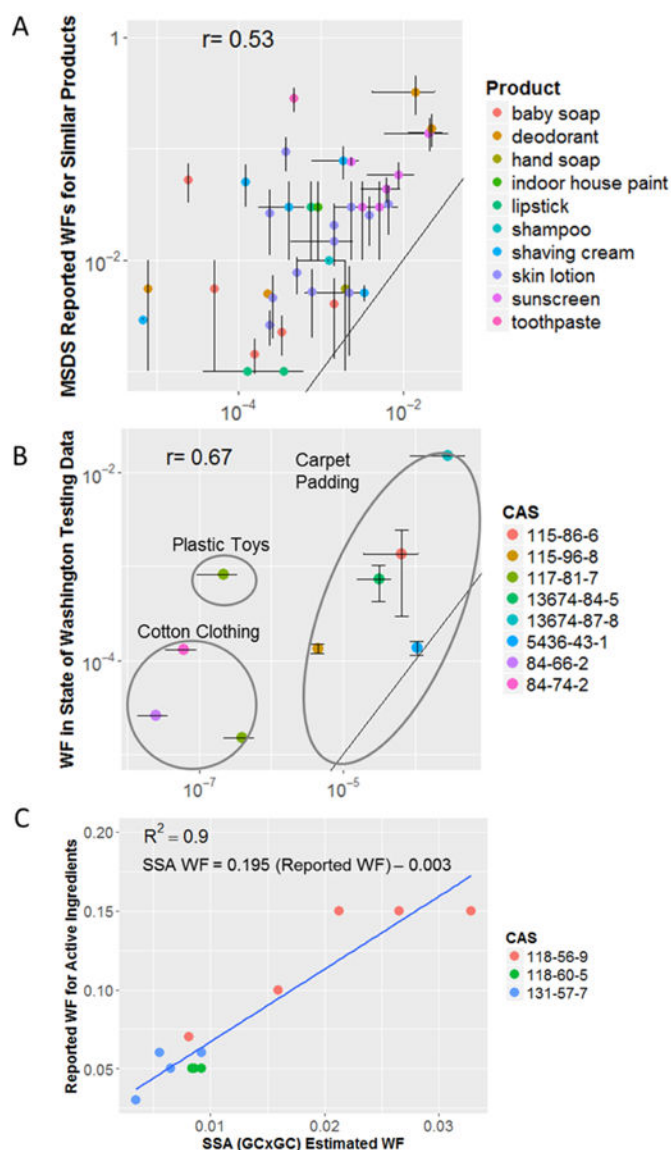 A
r= 0.53
1
10⁻²
MSDS Reported WFs for Similar Products
10⁻⁴
10⁻²
Product
baby soap
deodorant
hand soap
indoor house paint
lipstick
shampoo
shaving cream
skin lotion
sunscreen
toothpaste
B
r= 0.67
Carpet
Padding
Plastic Toys
Cotton Clothing
10⁻²
10⁻⁴
WF in State of Washington Testing Data
10⁻⁷
10⁻⁵
CAS
115-86-6
115-96-8
117-81-7
13674-84-5
13674-87-8
5436-43-1
84-66-2
84-74-2
C
R² = 0.9
SSA WF = 0.195 (Reported WF) – 0.003
0.20
0.15
0.10
0.05
Reported WF for Active Ingredients
0.01
0.02
0.03
SSA (GCxGC) Estimated WF
CAS
118-56-9
118-60-5
131-57-7